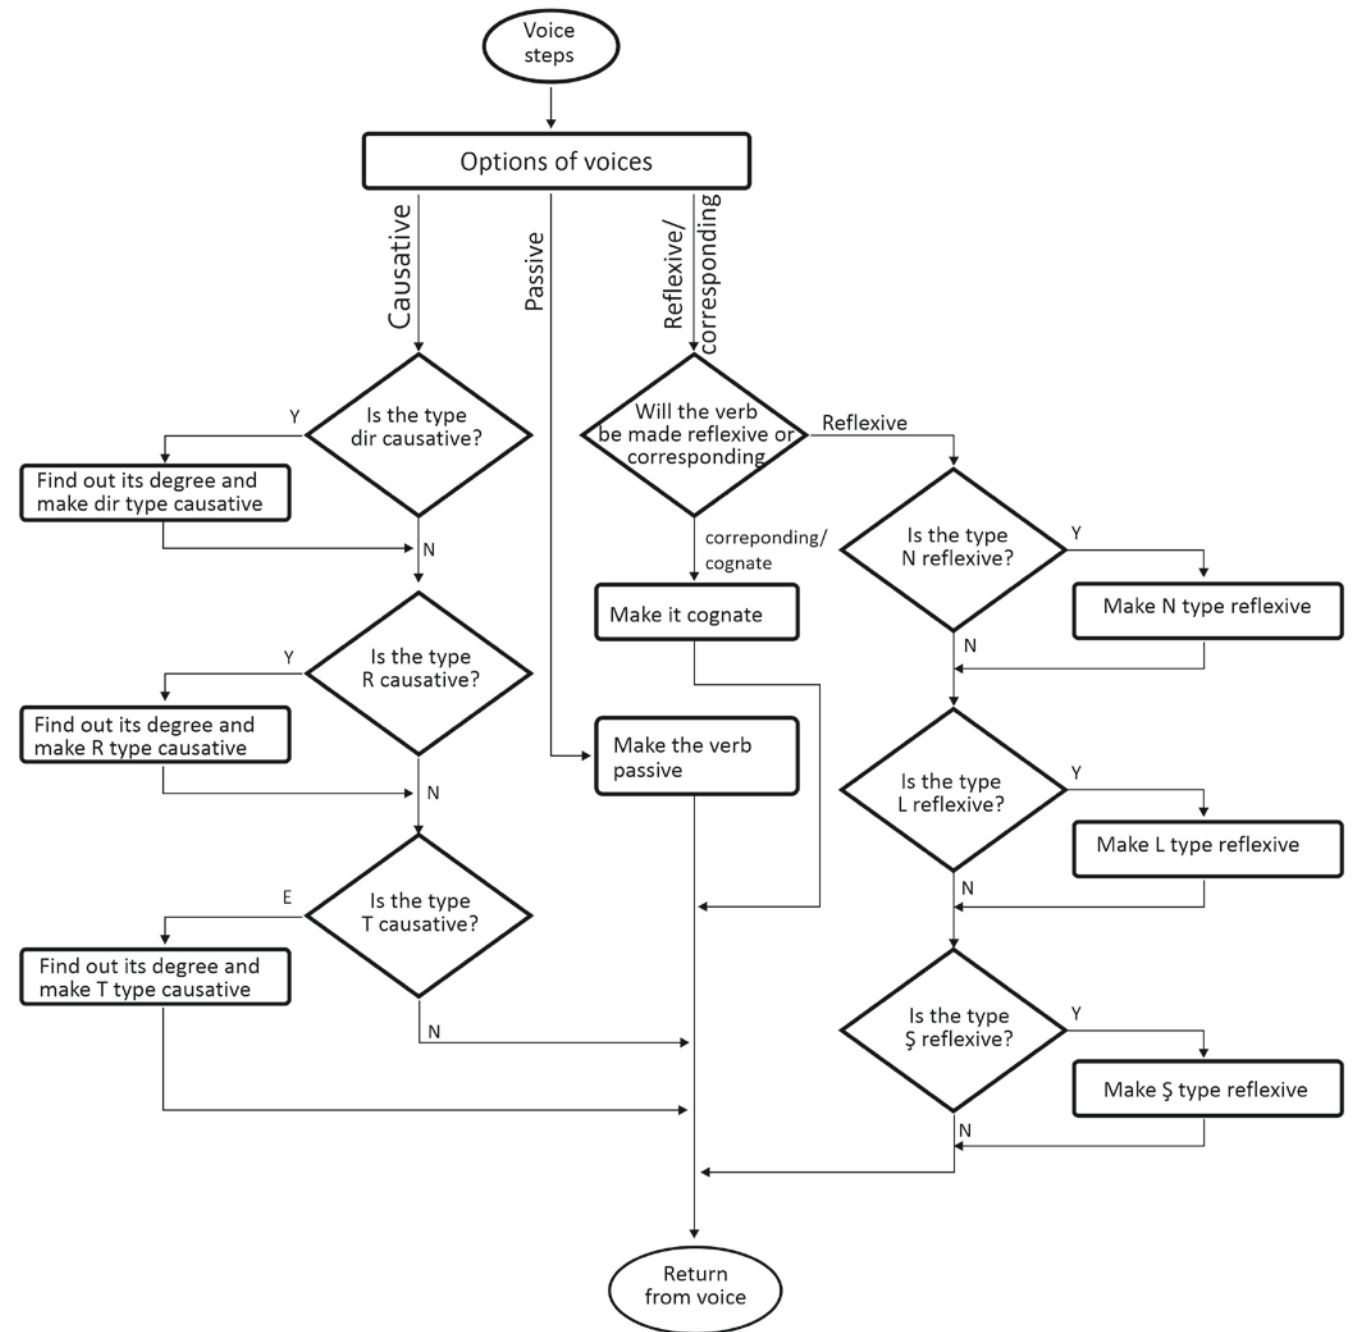 Voice
steps
Options of voices
Causative
Passive
Reflexive/
corresponding
Is the type
dir causative?
Y
Find out its degree and
make dir type causative
N
Will the verb
be made reflexive or
corresponding
Reflexive
correponding/
cognate
Make it cognate
Is the type
N reflexive?
Y
Make N type reflexive
N
Is the type
R causative?
Y
Find out its degree and
make R type causative
N
Make the verb
passive
Is the type
L reflexive?
Y
Make L type reflexive
N
Is the type
T causative?
E
Find out its degree and
make T type causative
N
Is the type
Ş reflexive?
Y
Make Ş type reflexive
N
Return
from voice